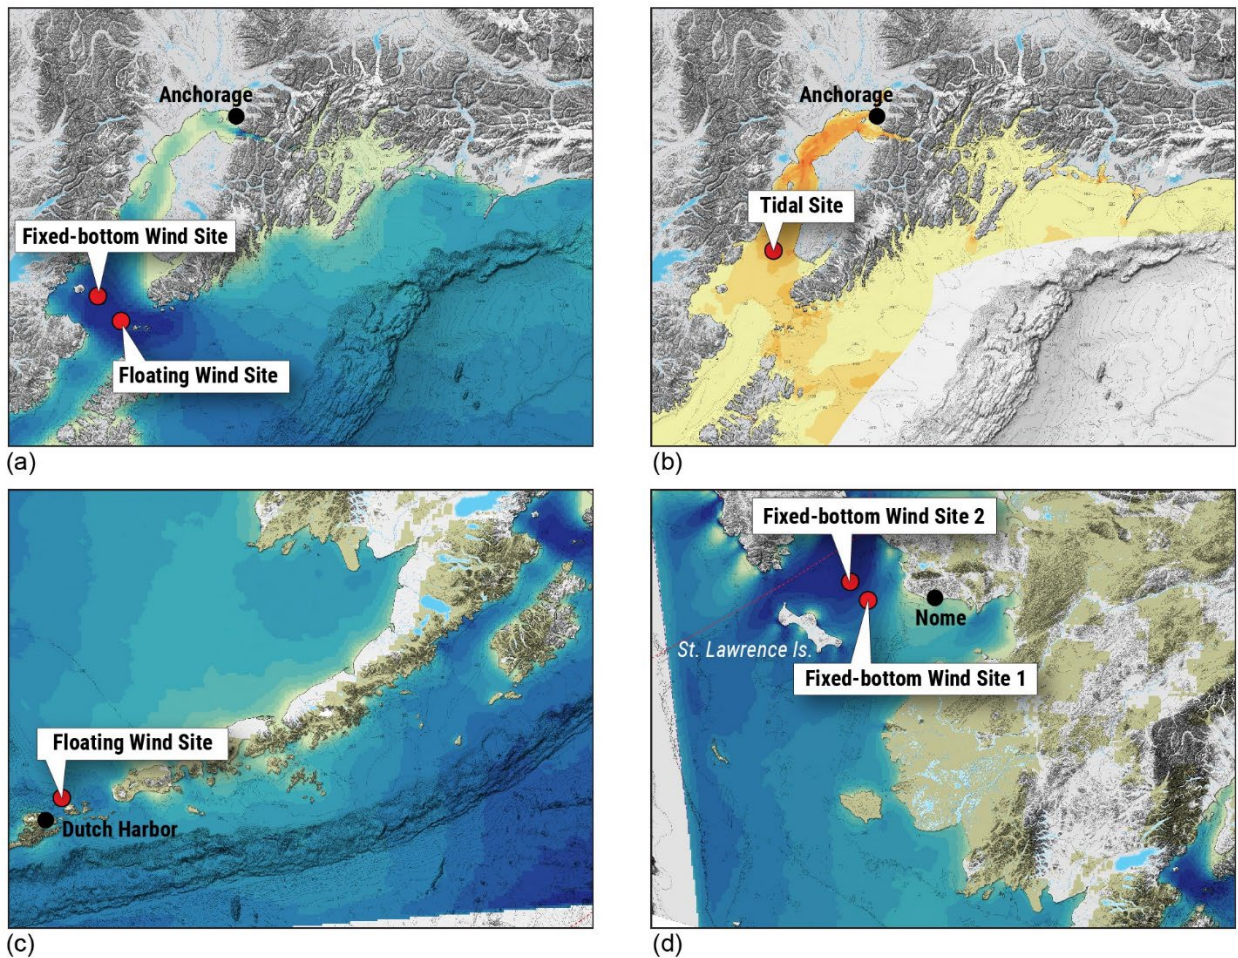 Anchorage
Fixed-bottom Wind Site
Floating Wind Site
(a)
Anchorage
Tidal Site
(b)
Floating Wind Site
Dutch Harbor
(c)
Fixed-bottom Wind Site 2
Nome
St. Lawrence Is.
Fixed-bottom Wind Site 1
(d)